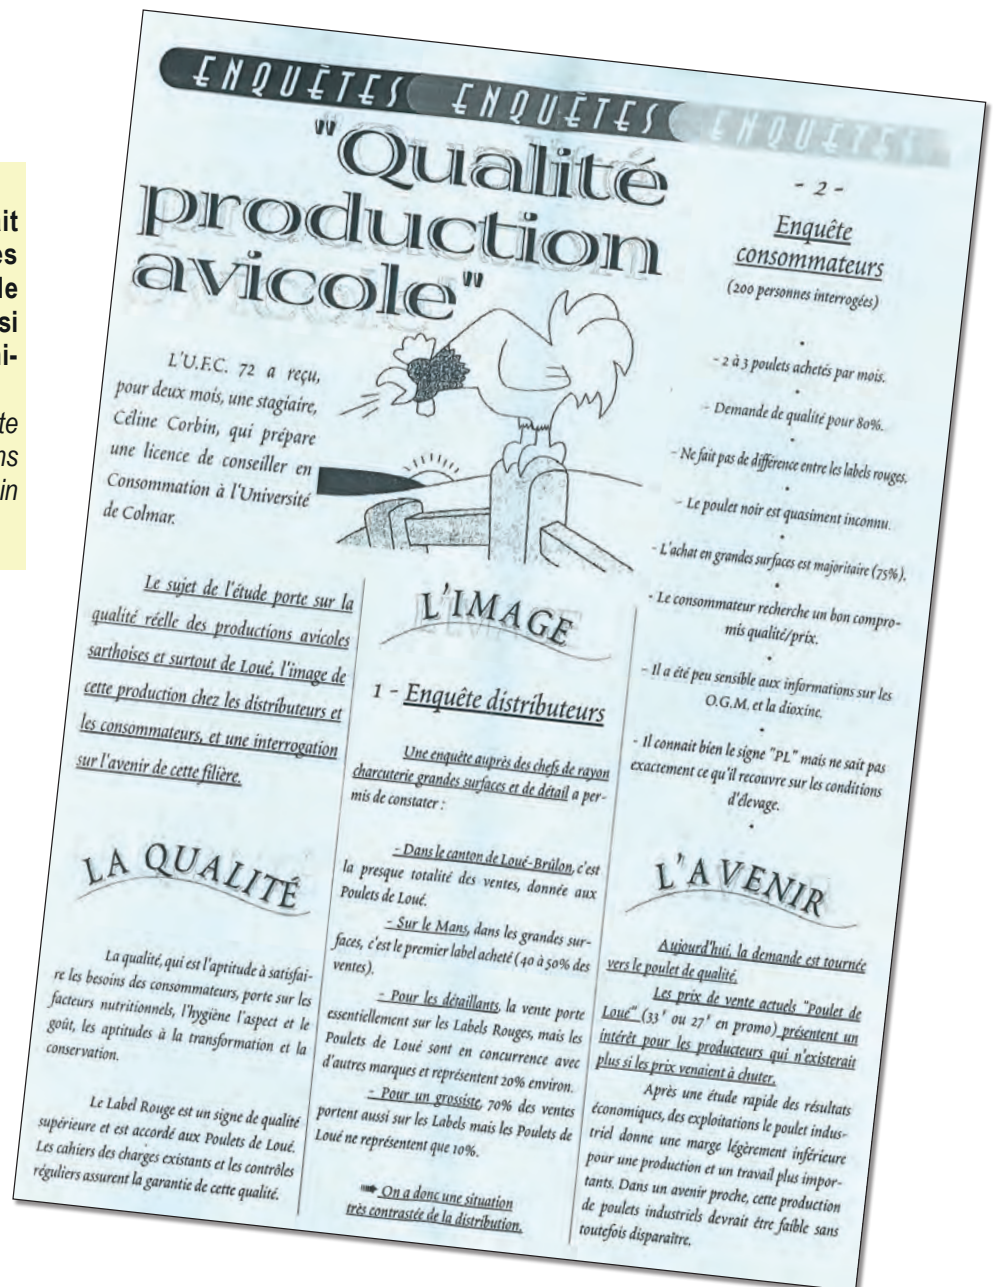 ait
es
le
si
i-
te
ns
in
ENQUÊTES ENQUÊTES ENQUÊTES
"Qualité
production
avicole"
L'U.F.C. 72 a reçu,
pour deux mois, une stagiaire,
Céline Corbin, qui prépare
une licence de conseiller en
Consommation à l'Université
de Colmar.
Le sujet de l'étude porte sur la
qualité réelle des productions avicoles
sarthoises et surtout de Loué, l'image de
cette production chez les distributeurs et
les consommateurs, et une interrogation
sur l'avenir de cette filière.
LA QUALITÉ
La qualité, qui est l'aptitude à satisfai-
re les besoins des consommateurs, porte sur les
facteurs nutritionnels, l'hygiène l'aspect et le
goût, les aptitudes à la transformation et la
conservation.
Le Label Rouge est un signe de qualité
supérieure et est accordé aux Poulets de Loué.
Les cahiers des charges existants et les contrôles
réguliers assurent la garantie de cette qualité.
L'IMAGE
1 - Enquête distributeurs
Une enquête auprès des chefs de rayon
charcuterie grandes surfaces et de détail a per-
mis de constater :
- Dans le canton de Loué-Brûlon, c'est
la presque totalité des ventes, donnée aux
Poulets de Loué.
- Sur le Mans, dans les grandes sur-
faces, c'est le premier label acheté (40 à 50% des
ventes).
- Pour les détaillants, la vente porte
essentiellement sur les Labels Rouges, mais les
Poulets de Loué sont en concurrence avec
d'autres marques et représentent 20% environ.
- Pour un grossiste, 70% des ventes
portent aussi sur les Labels mais les Poulets de
Loué ne représentent que 10%.
➠ On a donc une situation
très contrastée de la distribution.
- 2 -
Enquête
consommateurs
(200 personnes interrogées)
•
- 2 à 3 poulets achetés par mois.
•
- Demande de qualité pour 80%.
•
- Ne fait pas de différence entre les labels rouges.
•
- Le poulet noir est quasiment inconnu.
•
- L'achat en grandes surfaces est majoritaire (75%).
•
- Le consommateur recherche un bon compro-
mis qualité/prix.
•
- Il a été peu sensible aux informations sur les
O.G.M. et la dioxine.
•
- Il connait bien le signe "PL" mais ne sait pas
exactement ce qu'il recouvre sur les conditions
d'élevage.
•
L'AVENIR
Aujourd'hui, la demande est tournée
vers le poulet de qualité.
Les prix de vente actuels "Poulet de
Loué" (33 F ou 27 F en promo) présentent un
intérêt pour les producteurs qui n'existerait
plus si les prix venaient à chuter.
Après une étude rapide des résultats
économiques, des exploitations le poulet indus-
triel donne une marge légèrement inférieure
pour une production et un travail plus impor-
tants. Dans un avenir proche, cette production
de poulets industriels devrait être faible sans
toutefois disparaître.